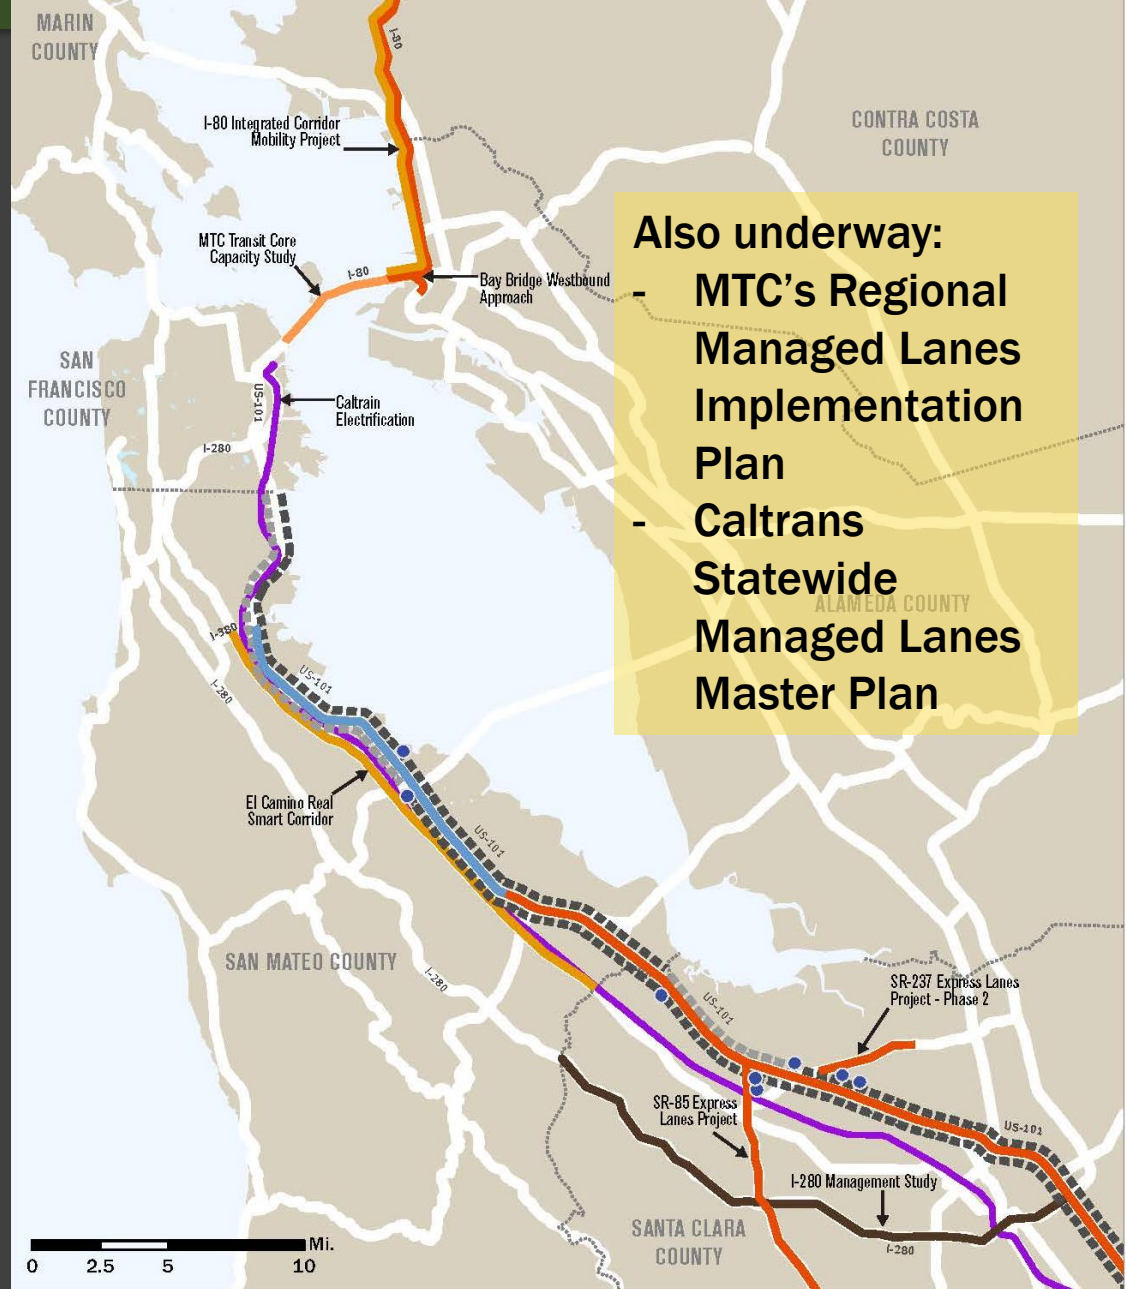 MARIN
COUNTY
I-80
I-80 Integrated Corridor
Mobility Project
CONTRA COSTA
COUNTY
MTC Transit Core
Capacity Study
I-80
Bay Bridge Westbound
Approach
Also underway:
- MTC's Regional
Managed Lanes
Implementation
Plan
- Caltrans
Statewide
Managed Lanes
Master Plan
SAN
FRANCISCO
COUNTY
US-101
Caltrain
Electrification
I-280
ALAMEDA COUNTY
I-380
I-280
US-101
El Camino Real
Smart Corridor
US-101
SAN MATEO COUNTY
I-280
US-101
SR-237 Express Lanes
Project - Phase 2
SR-85 Express
Lanes Project
US-101
I-280 Management Study
SANTA CLARA
COUNTY
I-280
Mi.
0 2.5 5 10